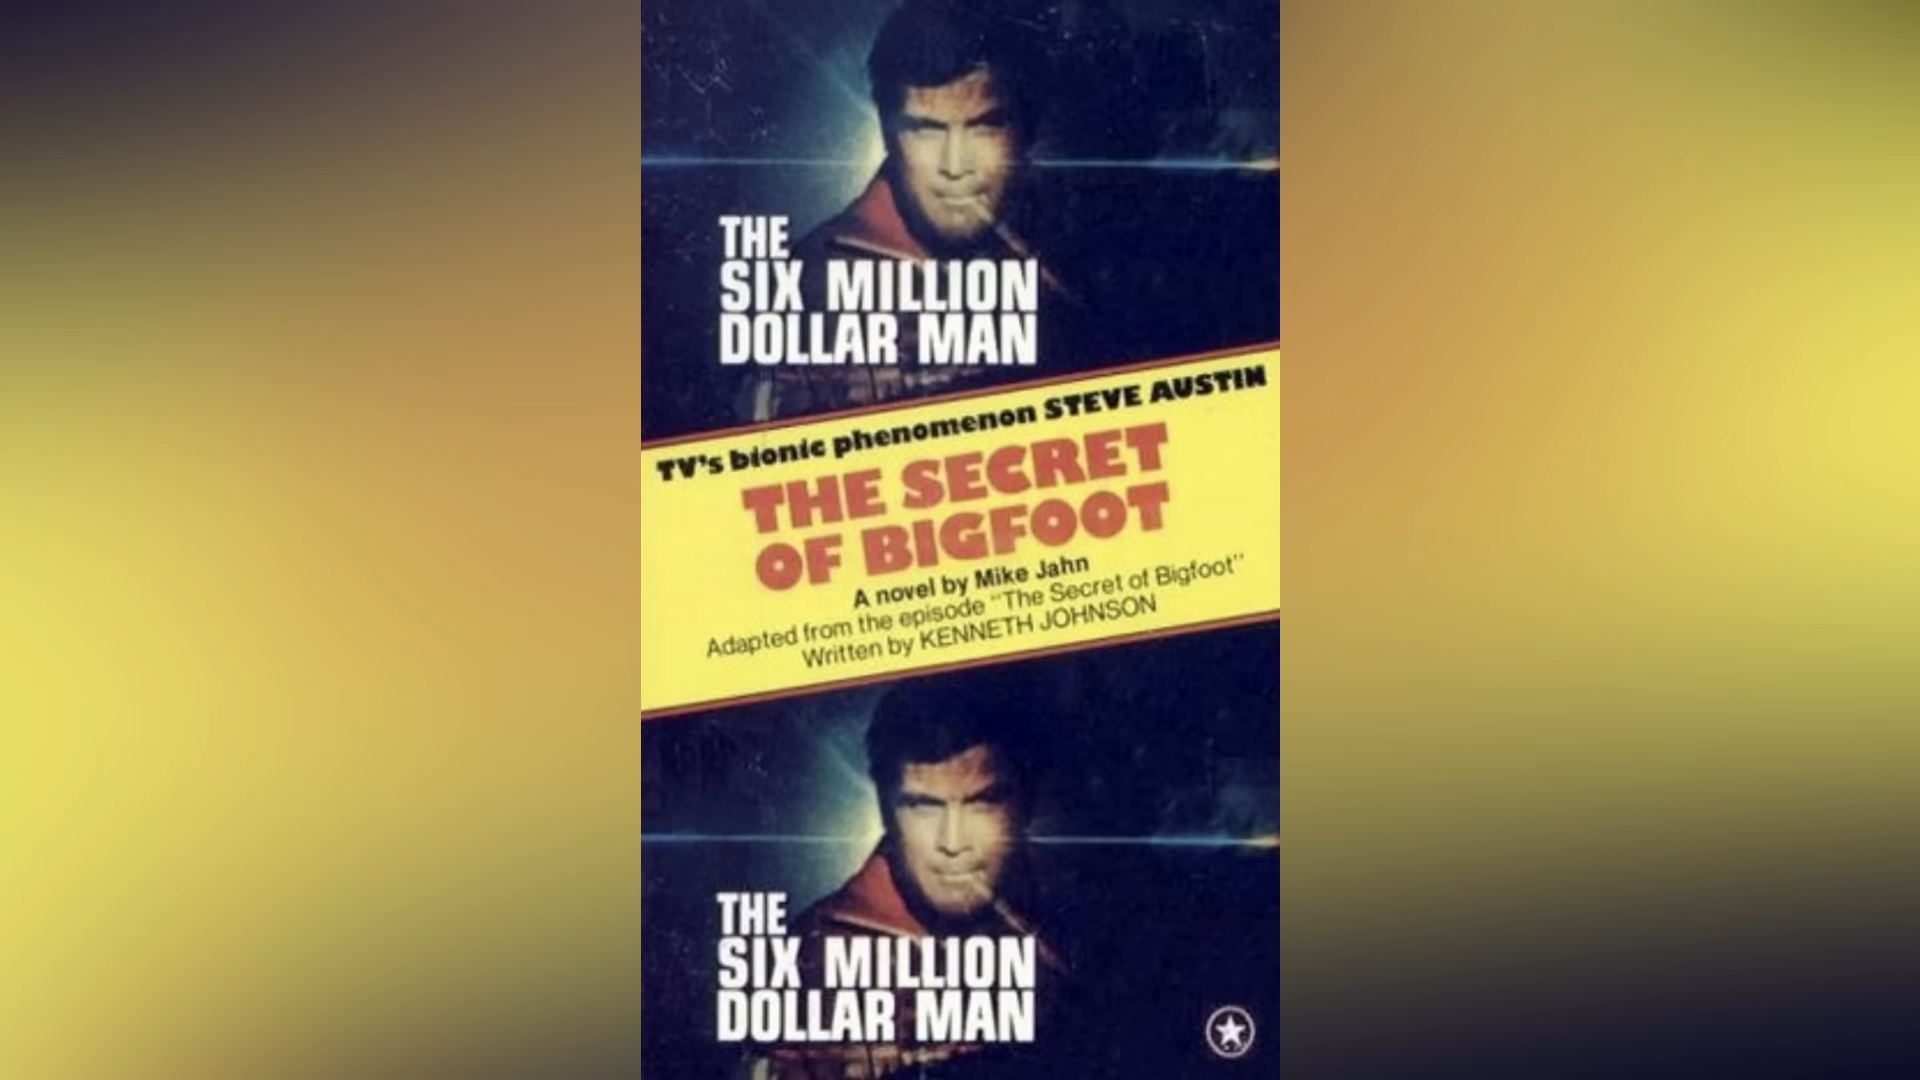 THE
SIX MILLION
DOLLAR MAN
TV's bionic phenomenon STEVE AUSTIN
THE SECRET
OF BIGFOOT
A novel by Mike Jahn
Adapted from the episode "The Secret of Bigfoot"
Written by KENNETH JOHNSON
THE
SIX MILLION
DOLLAR MAN